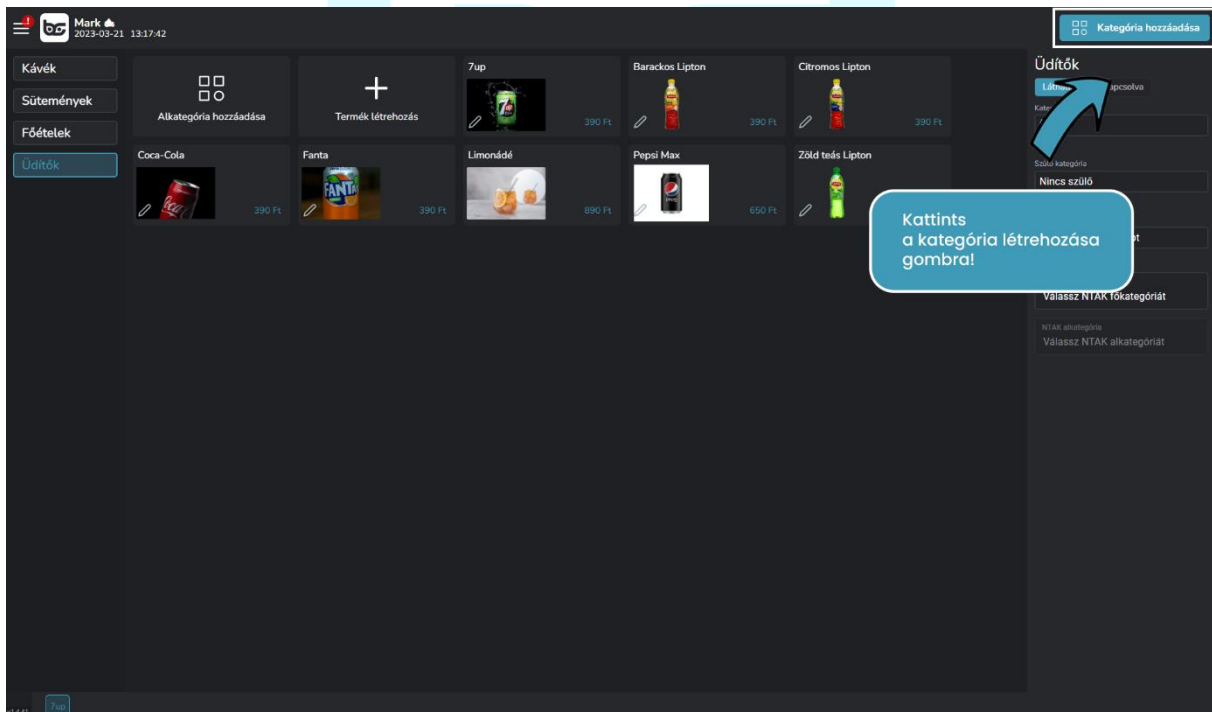 Mark
2023-03-21 13:17:42
Kategória hozzáadása
Kávék
Sütemények
Főételek
Üdítők
Alkategória hozzáadása
Termék létrehozás
7up
390 Ft
Barackos Lipton
390 Ft
Citromos Lipton
390 Ft
Coca-Cola
390 Ft
Fanta
390 Ft
Limonádé
890 Ft
Pepsi Max
650 Ft
Zöld teás Lipton
Üdítők
Szülő kategória
Nincs szülő
Kattints
a kategória létrehozása
gombra!
Válassz NTAK főkategóriát
NTAK alkategória
Válassz NTAK alkategóriát
7up